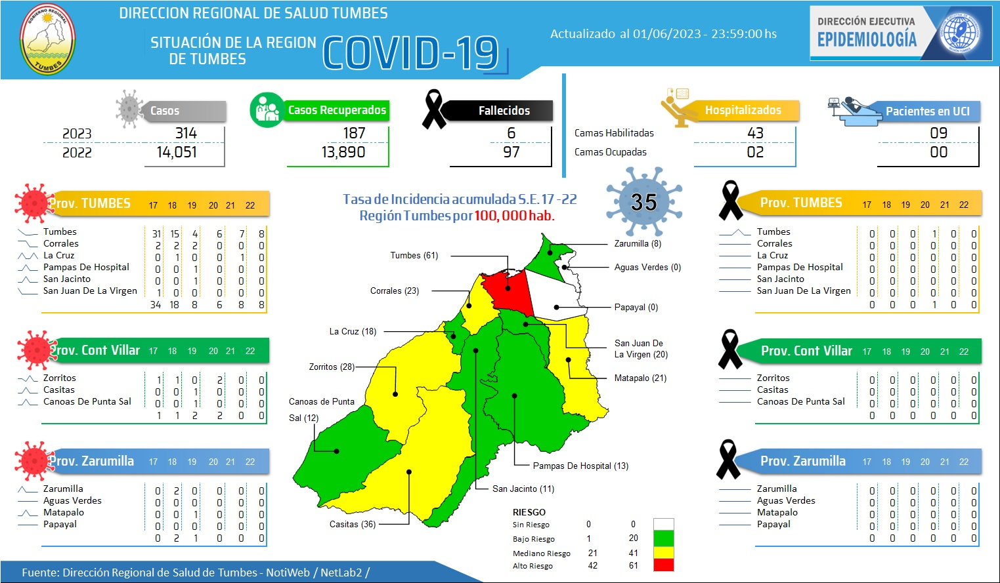 GOBIERNO REGIONAL
TUMBES
DIRECCION REGIONAL DE SALUD TUMBES
SITUACIÓN DE LA REGION
DE TUMBES
COVID-19
Actualizado al 01/06/2023 - 23:59:00 hs
DIRECCIÓN EJECUTIVA
EPIDEMIOLOGÍA
Casos
Casos Recuperados
Fallecidos
Hospitalizados
Pacientes en UCI
2023 314 187 6
2022 14,051 13,890 97
Camas Habilitadas 43 09
Camas Ocupadas 02 00
Prov. TUMBES 17 18 19 20 21 22
Tumbes 31 15 4 6 7 8
Corrales 2 2 2 0 0 0
La Cruz 0 1 0 0 1 0
Pampas De Hospital 0 0 1 0 0 0
San Jacinto 0 0 1 0 0 0
San Juan De La Virgen 1 0 0 0 0 0
34 18 8 6 8 8
Prov. Cont Villar 17 18 19 20 21 22
Zorritos 1 1 0 2 0 0
Casitas 0 0 1 0 0 0
Canoas De Punta Sal 0 0 1 0 0 0
1 1 2 2 0 0
Prov. Zarumilla 17 18 19 20 21 22
Zarumilla 0 2 0 0 0 0
Aguas Verdes 0 0 0 0 0 0
Matapalo 0 0 1 0 0 0
Papayal 0 0 0 0 0 0
0 2 1 0 0 0
Tasa de Incidencia acumulada S.E. 17 -22
Región Tumbes por 100, 000 hab.
35
Zarumilla (8)
Tumbes (61)
Aguas Verdes (0)
Corrales (23)
Papayal (0)
La Cruz (18)
San Juan De
La Virgen (20)
Zorritos (28)
Matapalo (21)
Canoas de Punta
Sal (12)
Pampas De Hospital (13)
San Jacinto (11)
Casitas (36)
RIESGO
Sin Riesgo 0 0
Bajo Riesgo 1 20
Mediano Riesgo 21 41
Alto Riesgo 42 61
Prov. TUMBES 17 18 19 20 21 22
Tumbes 0 0 0 1 0 0
Corrales 0 0 0 0 0 0
La Cruz 0 0 0 0 0 0
Pampas De Hospital 0 0 0 0 0 0
San Jacinto 0 0 0 0 0 0
San Juan De La Virgen 0 0 0 0 0 0
0 0 0 1 0 0
Prov. Cont Villar 17 18 19 20 21 22
Zorritos 0 0 0 0 0 0
Casitas 0 0 0 0 0 0
Canoas De Punta Sal 0 0 0 0 0 0
0 0 0 0 0 0
Prov. Zarumilla 17 18 19 20 21 22
Zarumilla 0 0 0 0 0 0
Aguas Verdes 0 0 0 0 0 0
Matapalo 0 0 0 0 0 0
Papayal 0 0 0 0 0 0
0 0 0 0 0 0
Fuente: Dirección Regional de Salud de Tumbes - NotiWeb / NetLab2 /